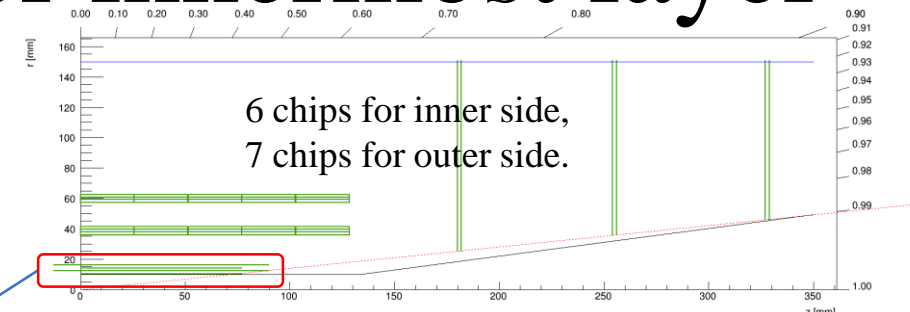 innermost layer
0.00 0.10 0.20 0.30 0.40 0.50 0.60 0.70 0.80 0.90
0.91
0.92
0.93
0.94
0.95
0.96
0.97
0.98
0.99
1.00
r [mm]
160
140
120
100
80
60
40
20
0
6 chips for inner side,
7 chips for outer side.
0 50 100 150 200 250 300 350
z [mm]